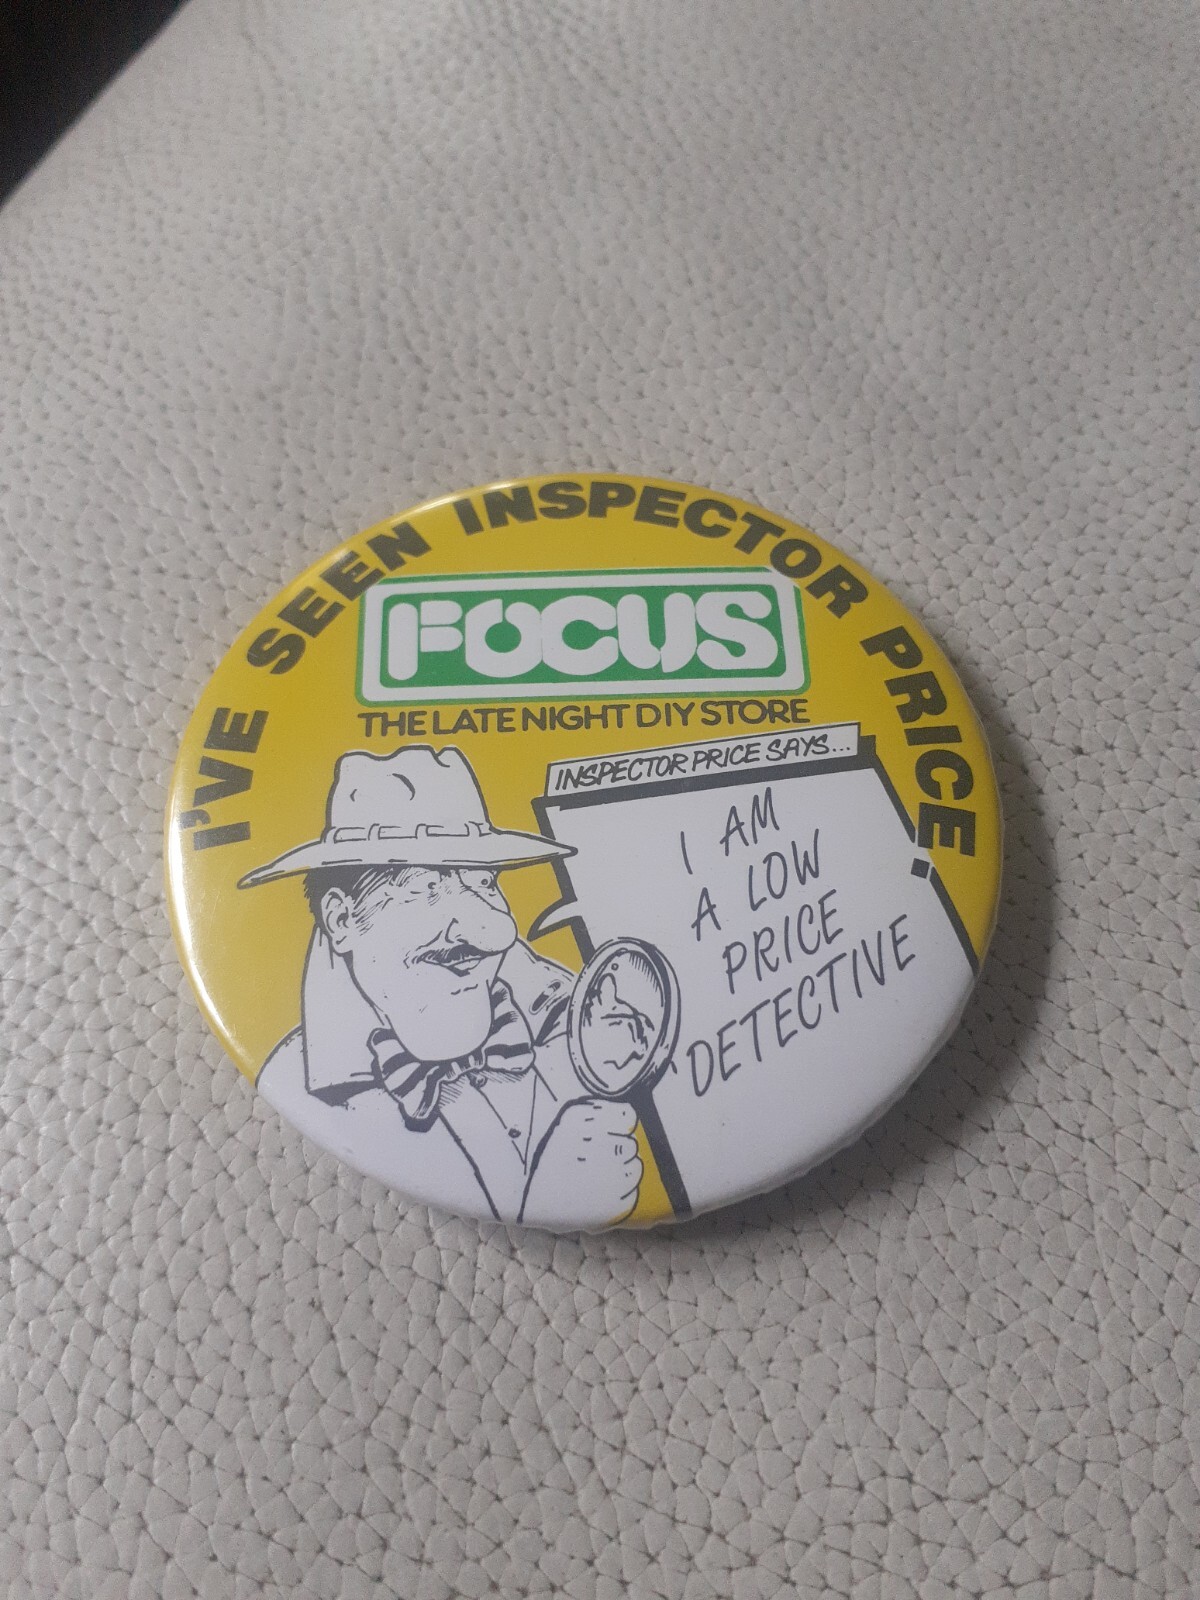 I'VE SEEN INSPECTOR PRICE.
FOCUS
THE LATE NIGHT DIY STORE
INSPECTOR PRICE SAYS...
I AM
A LOW
PRICE
DETECTIVE